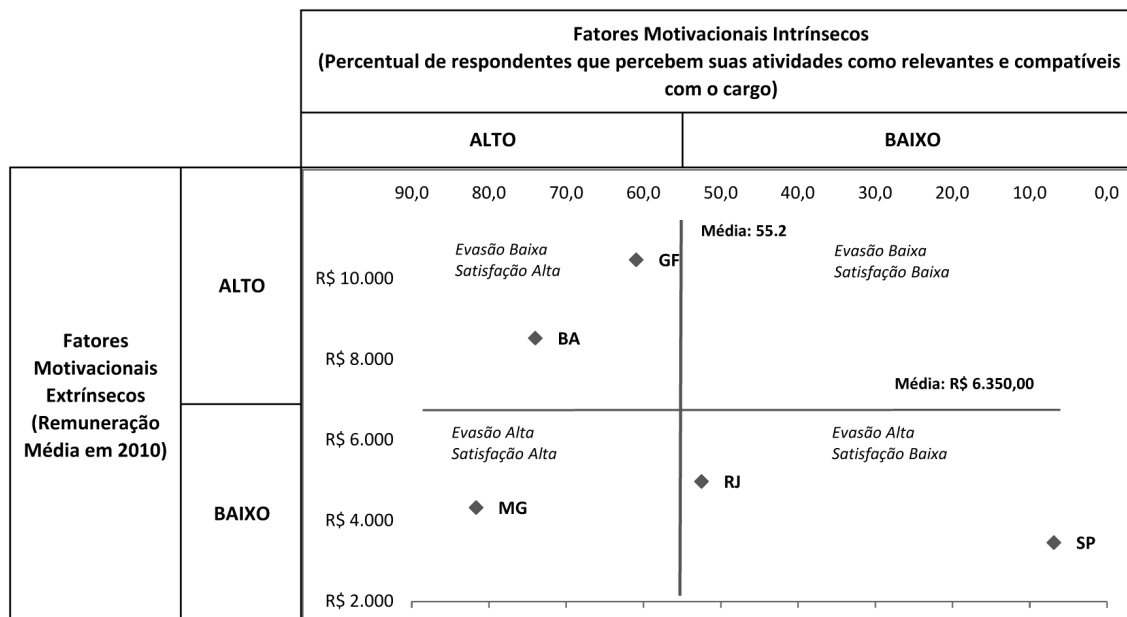 Fatores Motivacionais Intrínsecos
(Percentual de respondentes que percebem suas atividades como relevantes e compatíveis
com o cargo)
ALTO
BAIXO
90,0 80,0 70,0 60,0 50,0 40,0 30,0 20,0 10,0 0,0
Média: 55.2
Evasão Baixa
Satisfação Alta
Evasão Baixa
Satisfação Baixa
GF
R$ 10.000
ALTO
BA
R$ 8.000
Fatores
Motivacionais
Extrínsecos
(Remuneração
Média em 2010)
Média: R$ 6.350,00
R$ 6.000
Evasão Alta
Satisfação Alta
Evasão Alta
Satisfação Baixa
RJ
MG
BAIXO
R$ 4.000
SP
R$ 2.000